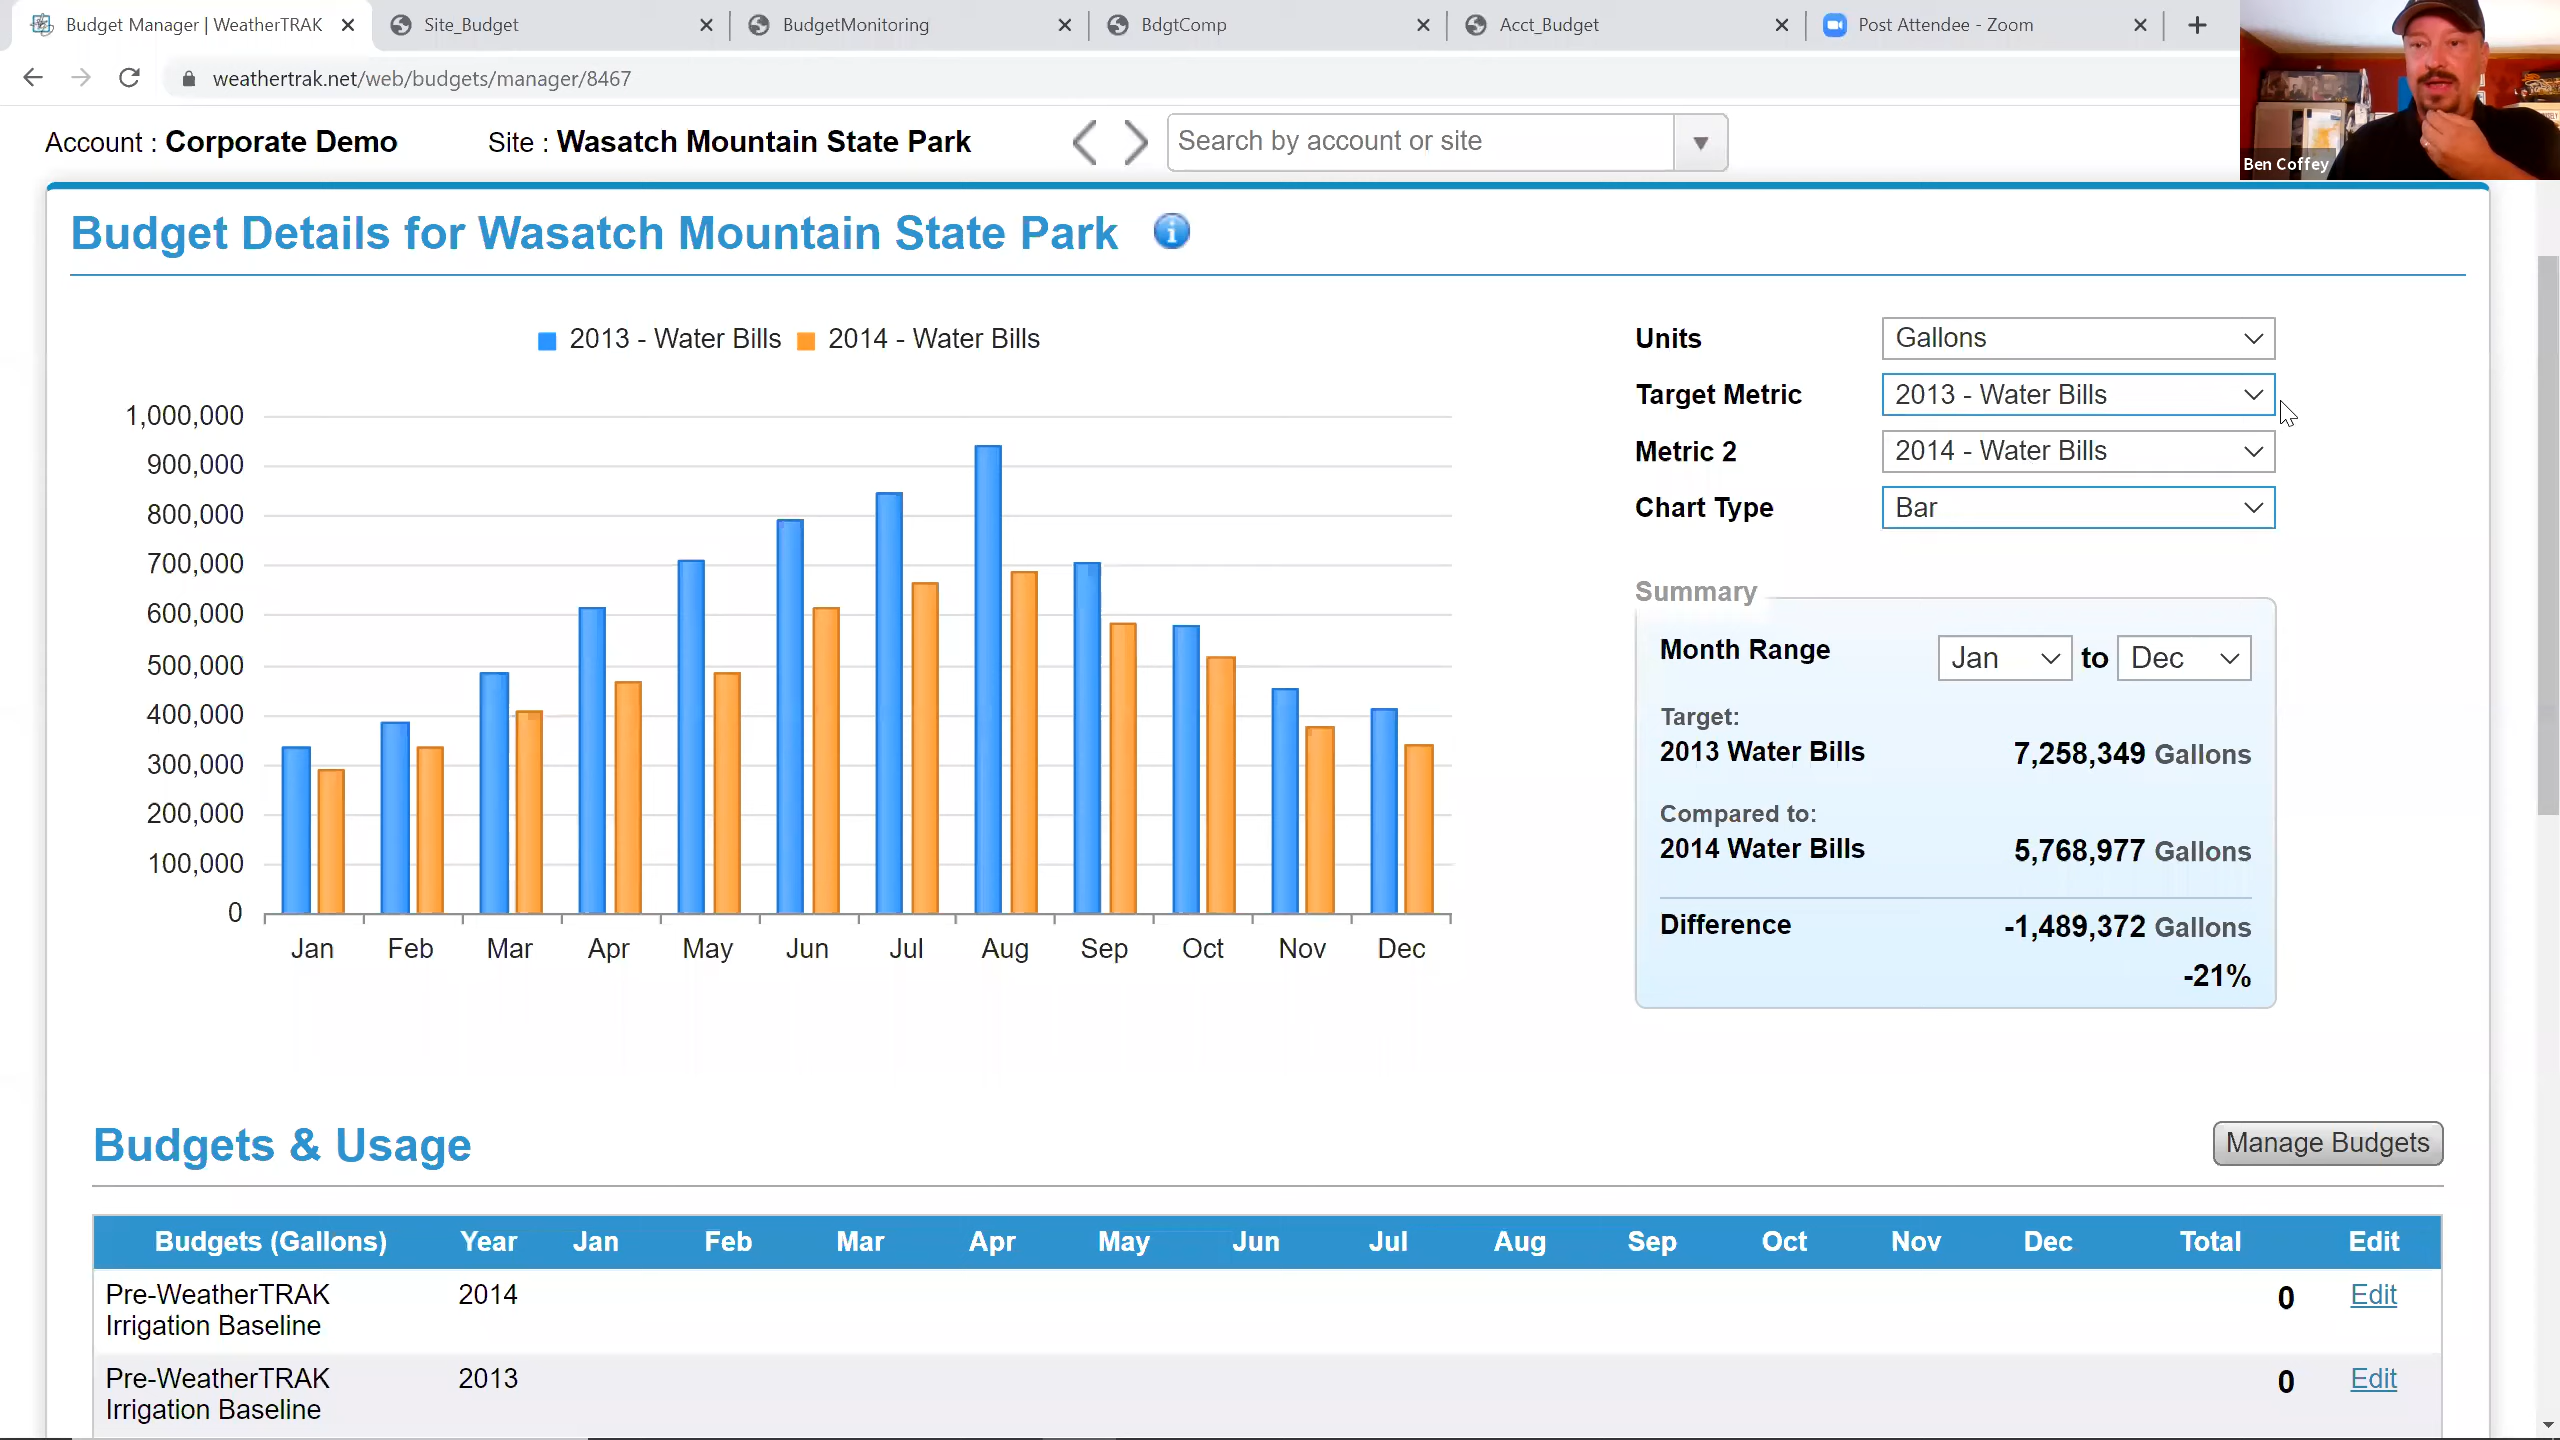 Budget Manager | WeatherTRAK
Site_Budget
BudgetMonitoring
BdgtComp
Acct_Budget
Post Attendee - Zoom
weathertrak.net/web/budgets/manager/8467
Ben Coffey
Account : Corporate Demo
Site : Wasatch Mountain State Park
Search by account or site
Budget Details for Wasatch Mountain State Park
2013 - Water Bills
2014 - Water Bills
1,000,000
900,000
800,000
700,000
600,000
500,000
400,000
300,000
200,000
100,000
0
Jan Feb Mar Apr May Jun Jul Aug Sep Oct Nov Dec
Units Gallons
Target Metric 2013 - Water Bills
Metric 2 2014 - Water Bills
Chart Type Bar
Summary
Month Range Jan to Dec
Target:
2013 Water Bills 7,258,349 Gallons
Compared to:
2014 Water Bills 5,768,977 Gallons
Difference -1,489,372 Gallons
-21%
Budgets & Usage
Manage Budgets
Budgets (Gallons) Year Jan Feb Mar Apr May Jun Jul Aug Sep Oct Nov Dec Total Edit
Pre-WeatherTRAK 2014 0 Edit
Irrigation Baseline
Pre-WeatherTRAK 2013 0 Edit
Irrigation Baseline